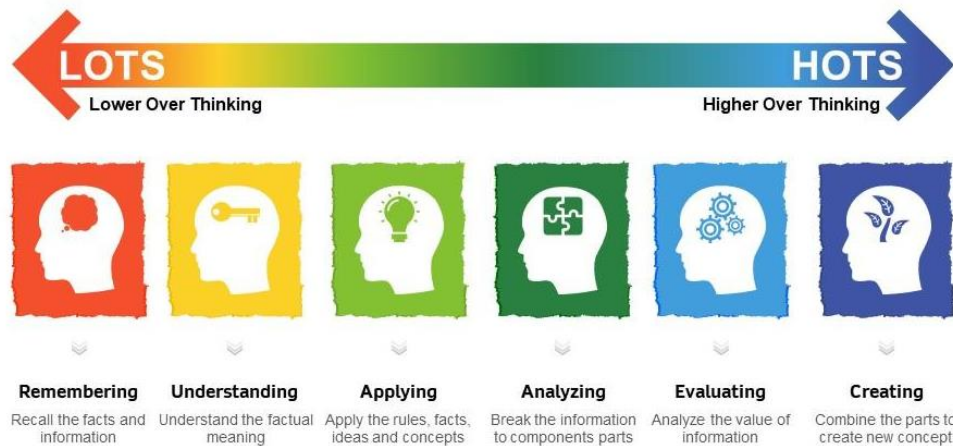 LOTS
HOTS
Lower Over Thinking
Higher Over Thinking
Remembering
Recall the facts and
information
Understanding
Understand the factual
meaning
Applying
Apply the rules, facts,
ideas and concepts
Analyzing
Break the information
to components parts
Evaluating
Analyze the value of
information
Creating
Combine the parts to
create new concept